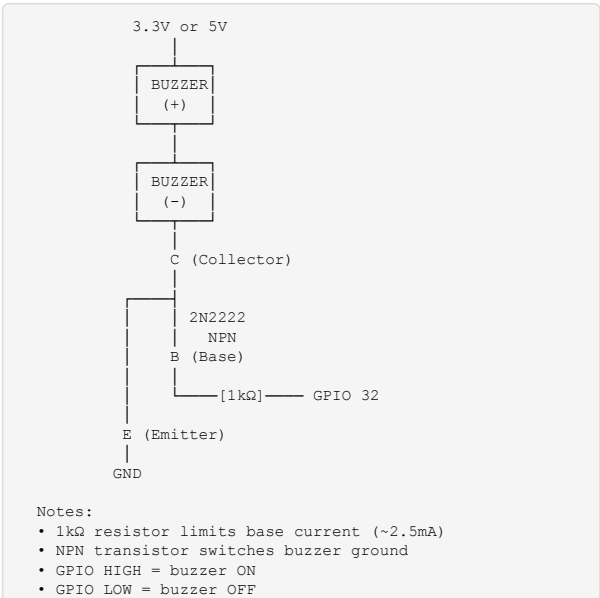 3.3V or 5V
BUZZER
(+)
BUZZER
(−)
C (Collector)
2N2222
NPN
B (Base)
[1kΩ] GPIO 32
E (Emitter)
GND
Notes:
• 1kΩ resistor limits base current (~2.5mA)
• NPN transistor switches buzzer ground
• GPIO HIGH = buzzer ON
• GPIO LOW = buzzer OFF